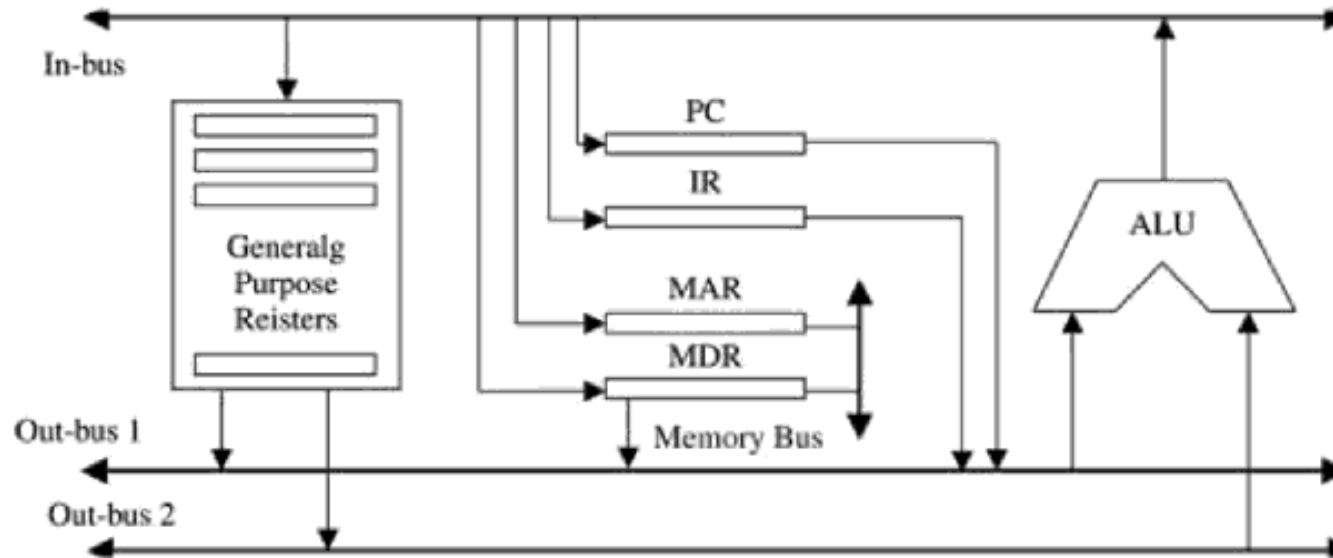 In-bus
PC
IR
ALU
Generalg
Purpose
Reisters
MAR
MDR
Out-bus 1
Memory Bus
Out-bus 2